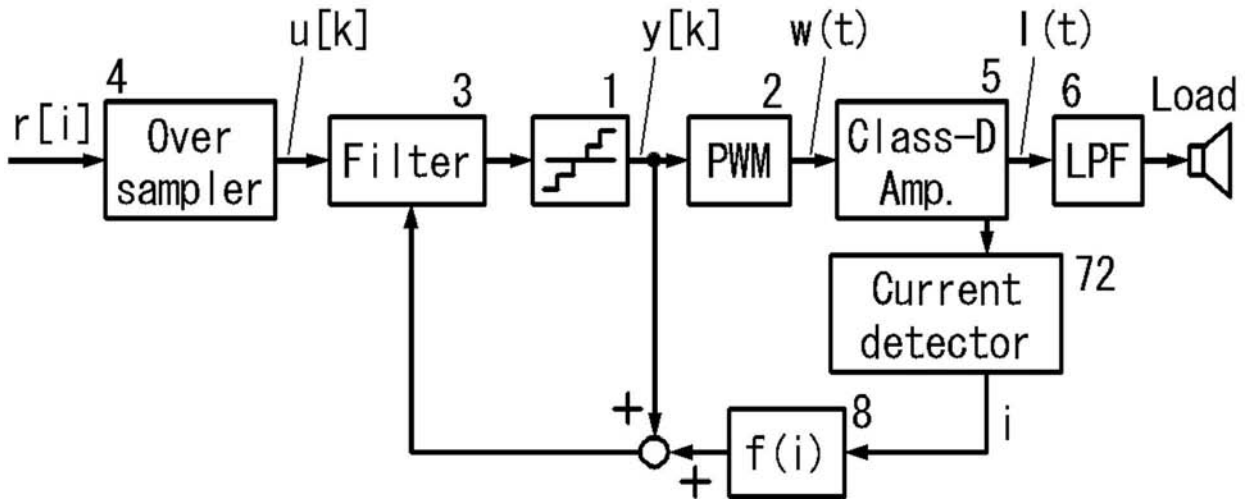 u[k]
y[k]
w(t)
l(t)
4
3
1
2
5
6
Load
r[i]
Over
sampler
Filter
PWM
Class-D
Amp.
LPF
72
Current
detector
+
8
i
f(i)
+